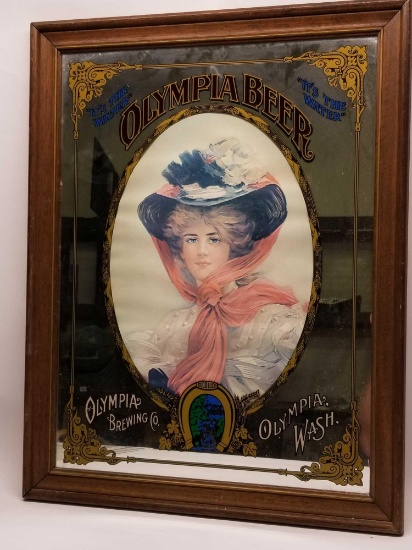 "IT'S THE
WATER"
"IT'S THE
WATER"
OLYMPIA BEER
OLYMPIA
BREWING CO.
OLYMPIA,
WASH.